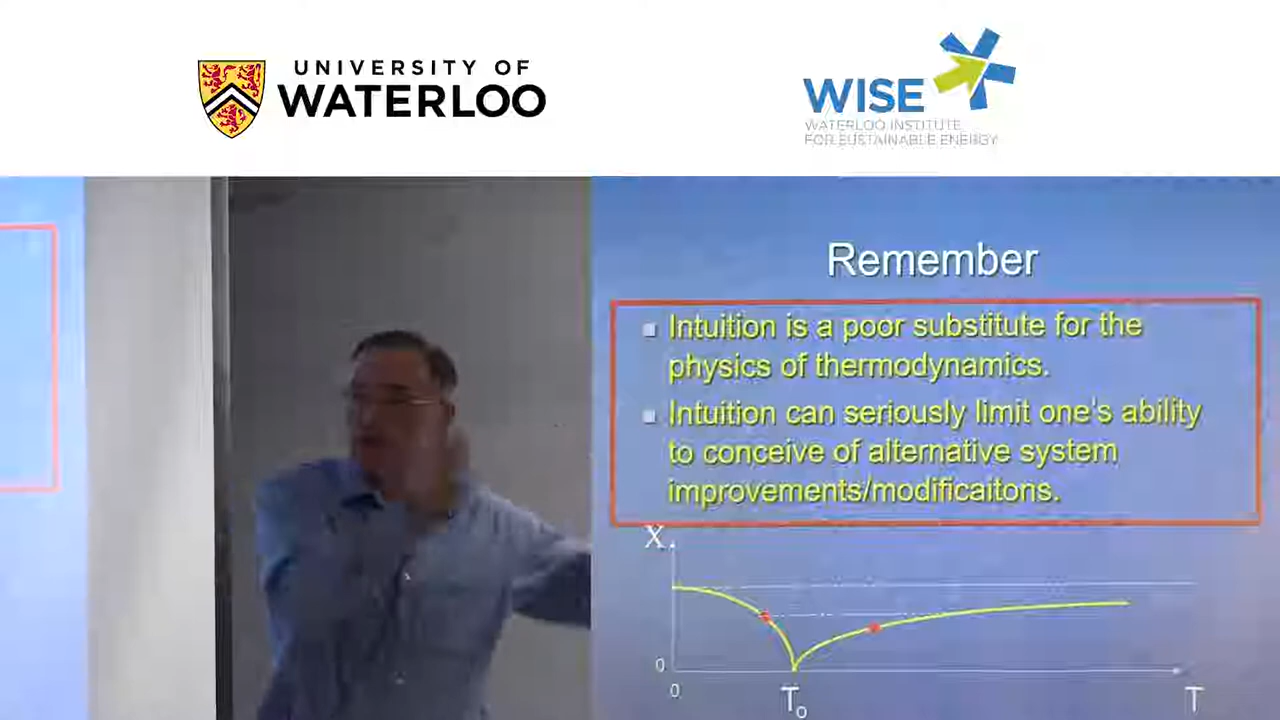 UNIVERSITY OF
WATERLOO
WISE
WATERLOO INSTITUTE
FOR SUSTAINABLE ENERGY
Remember
Intuition is a poor substitute for the
physics of thermodynamics.
Intuition can seriously limit one's ability
to conceive of alternative system
improvements/modificaitons.
X
0
0
To
T